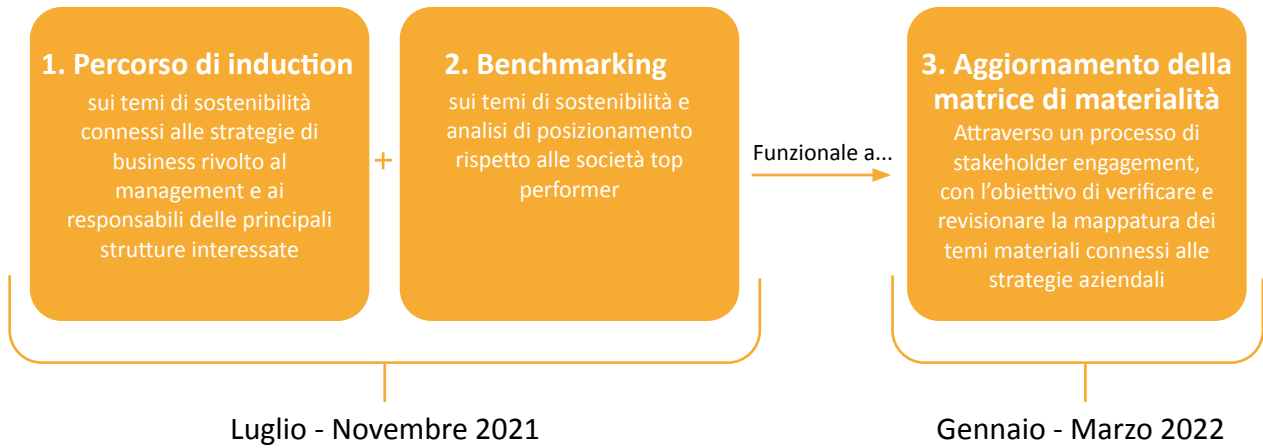 1. Percorso di induction
sui temi di sostenibilità
connessi alle strategie di
business rivolto al
management e ai
responsabili delle principali
strutture interessate
+
2. Benchmarking
sui temi di sostenibilità e
analisi di posizionamento
rispetto alle società top
performer
Funzionale a...
3. Aggiornamento della
matrice di materialità
Attraverso un processo di
stakeholder engagement,
con l’obiettivo di verificare e
revisionare la mappatura dei
temi materiali connessi alle
strategie aziendali
Luglio - Novembre 2021
Gennaio - Marzo 2022